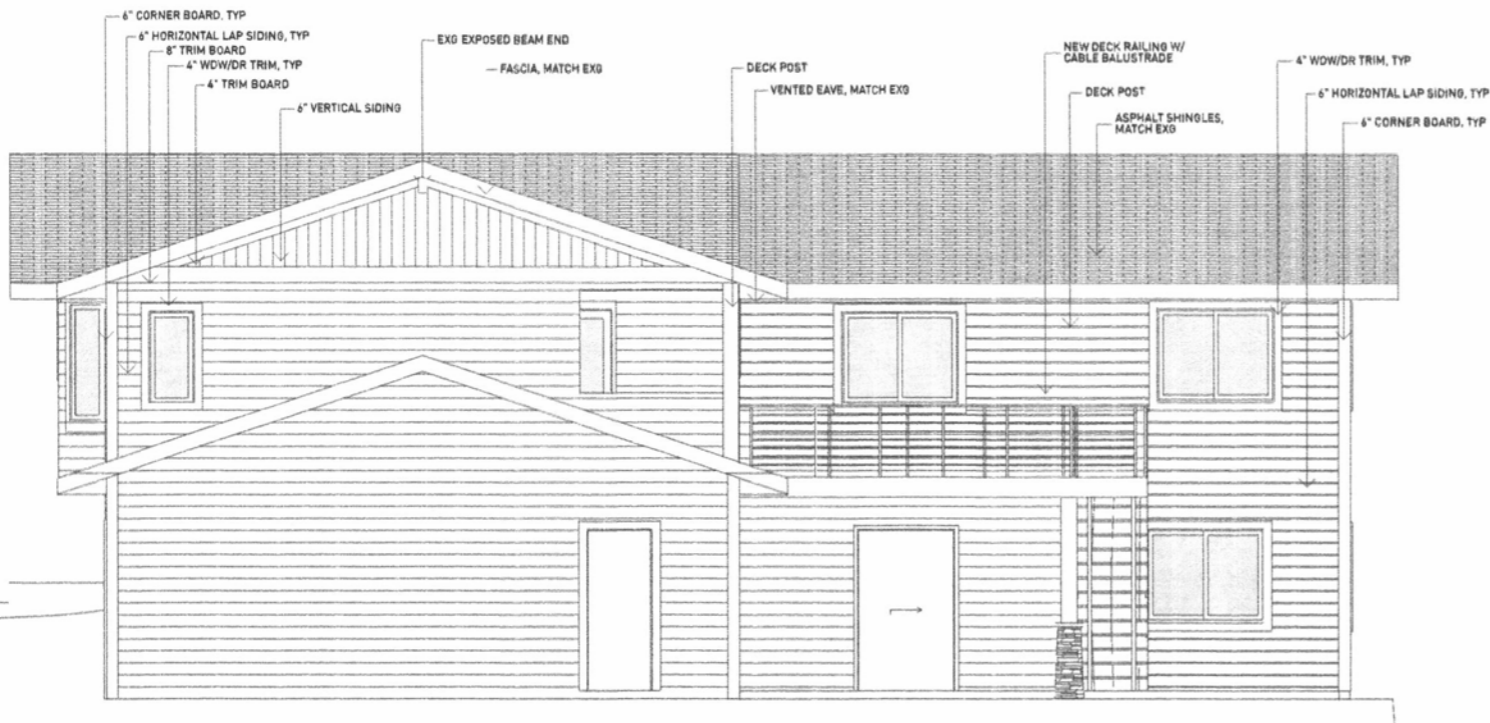 6" CORNER BOARD, TYP
6" HORIZONTAL LAP SIDING, TYP
8" TRIM BOARD
4" WDW/DR TRIM, TYP
4" TRIM BOARD
6" VERTICAL SIDING
EXG EXPOSED BEAM END
FASCIA, MATCH EXG
DECK POST
VENTED EAVE, MATCH EXG
NEW DECK RAILING W/
CABLE BALUSTRADE
DECK POST
ASPHALT SHINGLES,
MATCH EXG
4" WDW/DR TRIM, TYP
6" HORIZONTAL LAP SIDING, TYP
6" CORNER BOARD, TYP